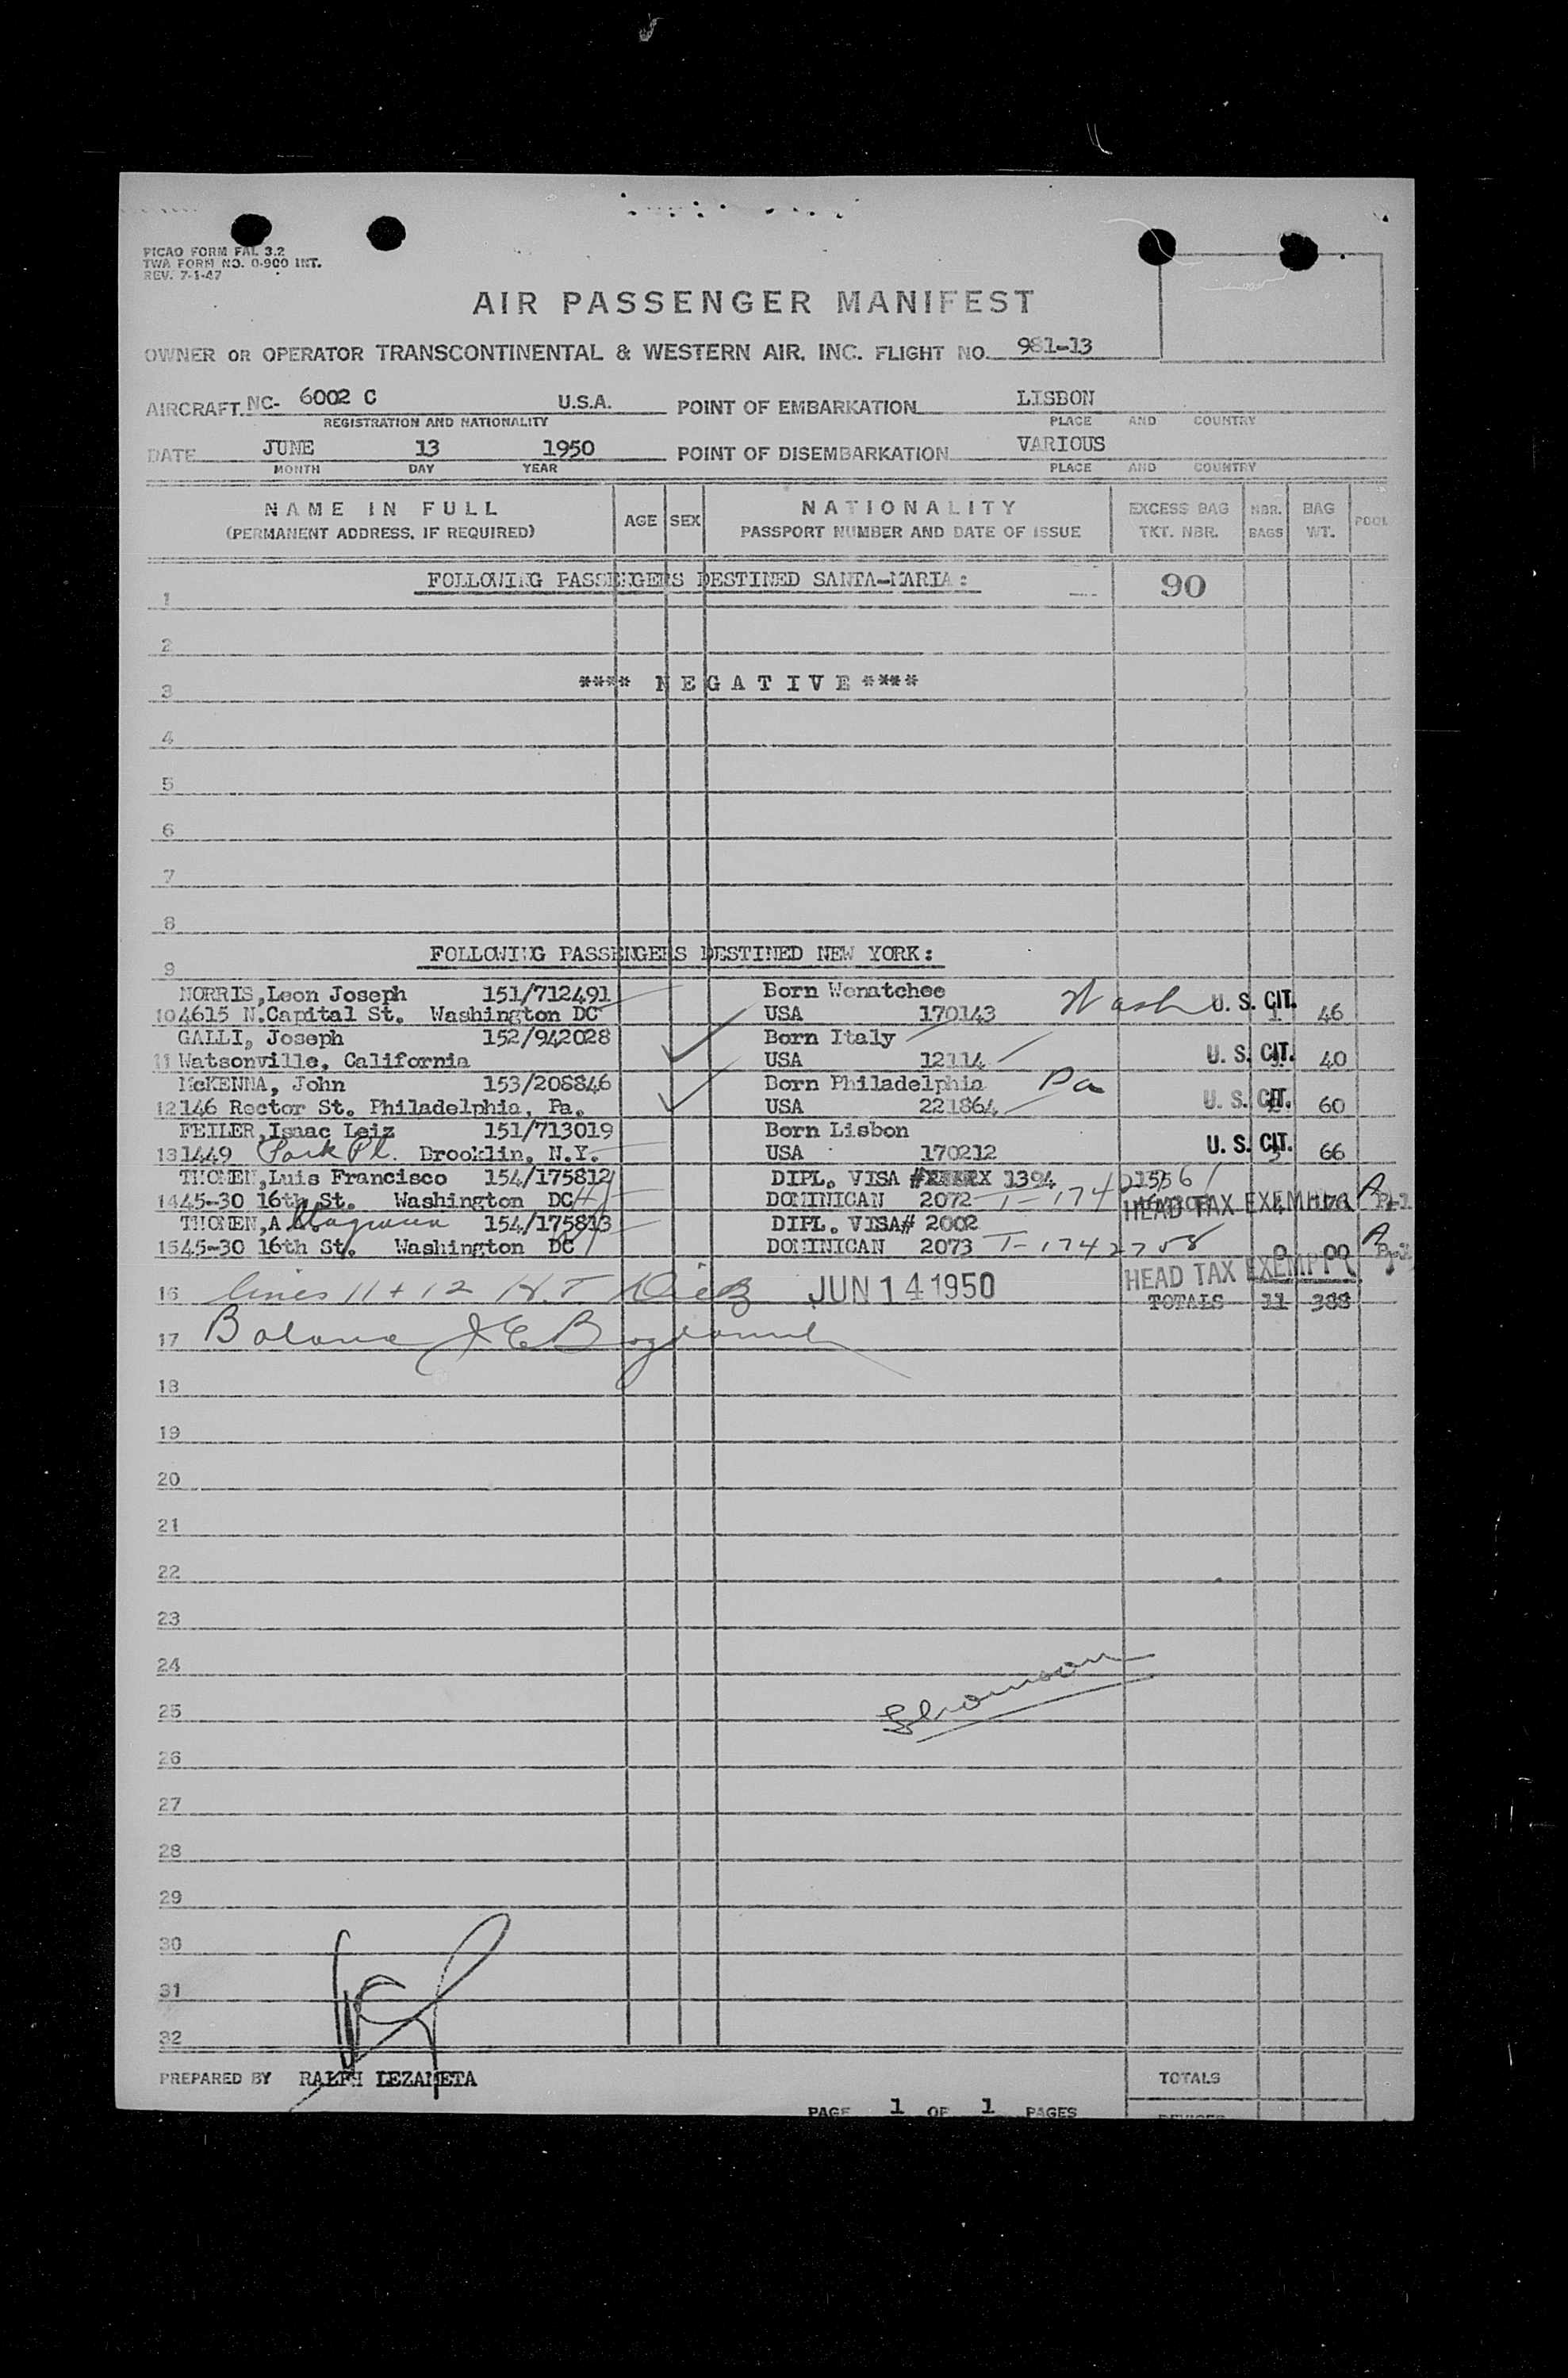 PICAO FORM FAL 3.2
TWA FORM NO. 0-900 INT.
REV. 7-1-47
AIR PASSENGER MANIFEST
OWNER OR OPERATOR TRANSCONTINENTAL & WESTERN AIR, INC. FLIGHT NO. 981-13
AIRCRAFT. NC- 6002 C U.S.A. POINT OF EMBARKATION LISBON
REGISTRATION AND NATIONALITY PLACE AND COUNTRY
DATE JUNE 13 1950 POINT OF DISEMBARKATION VARIOUS
MONTH DAY YEAR PLACE AND COUNTRY
NAME IN FULL AGE SEX NATIONALITY EXCESS BAG NBR. BAG POOL
(PERMANENT ADDRESS, IF REQUIRED) PASSPORT NUMBER AND DATE OF ISSUE TKT. NBR. BAGS WT.
FOLLOWING PASSENGERS DESTINED SANTA-MARIA: 90
1
2
3 **** N E G A T I V E ****
4
5
6
7
8
FOLLOWING PASSENGERS DESTINED NEW YORK:
9
NORRIS,Leon Joseph 151/712491 Born Wenatchee Wash U. S. CIT.
10 4615 N.Capital St. Washington DC USA 170143 1 46
GALLI, Joseph 152/942028 Born Italy U. S. CIT.
11 Watsonville, California USA 12114 40
McKENNA, John 153/208846 Born Philadelphia Pa U. S. CIT.
12 146 Rector St. Philadelphia, Pa. USA 221864 60
FEILER,Isaac Leiz 151/713019 Born Lisbon U. S. CIT.
13 1449 Park Pl. Brooklin, N.Y. USA 170212 66
THOMEN,Luis Francisco 154/175812 DIPL. VISA # 1394
14 45-30 16th St. Washington DC DOMINICAN 2072 HEAD TAX EXEMPT A
THOMEN,A 154/175813 DIPL. VISA# 2002
15 45-30 16th St. Washington DC DOMINICAN 2073 T-1742758 0 00 A
HEAD TAX EXEMPT
16 lines 11 + 12 H.T JUN 14 1950 TOTALS 11 388
17
18
19
20
21
22
23
24
25
26
27
28
29
30
31
32
PREPARED BY RALPH LEZAMETA TOTALS
PAGE 1 OF 1 PAGES